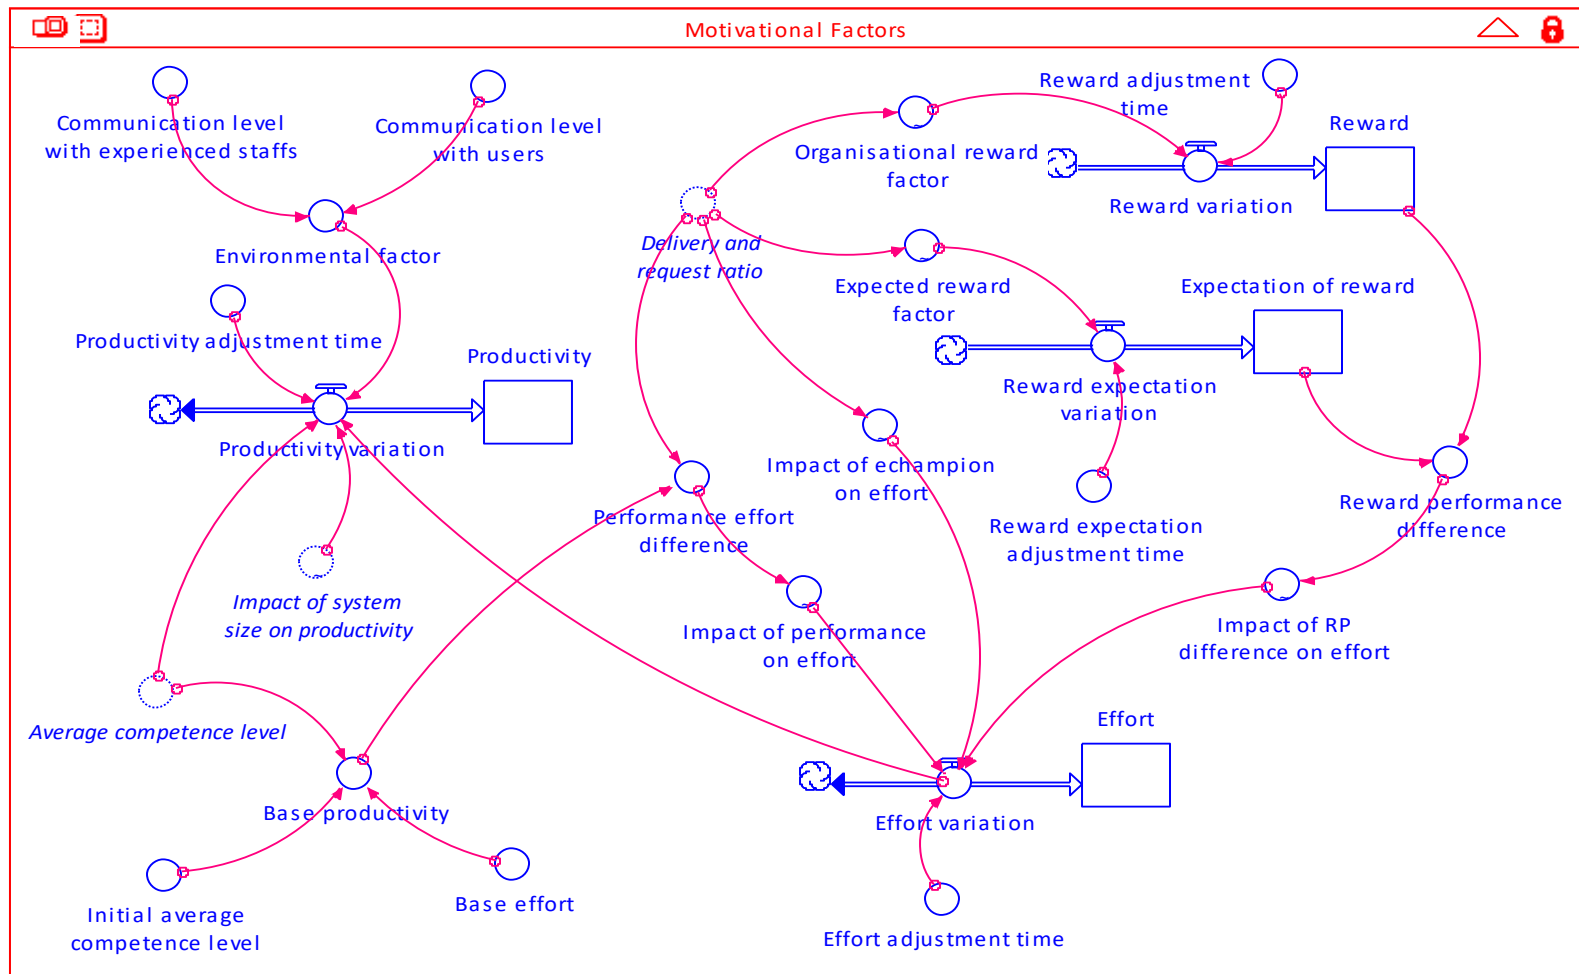 Motivational Factors
Communication level
with experienced staffs
Communication level
with users
Reward adjustment
time
Reward
Organisational reward
factor
Reward variation
Environmental factor
Delivery and
request ratio
Expected reward
factor
Expectation of reward
Productivity adjustment time
Productivity
Reward expectation
variation
Productivity variation
Impact of echampion
on effort
Performance effort
difference
Reward expectation
adjustment time
Reward performance
difference
Impact of system
size on productivity
Impact of performance
on effort
Impact of RP
difference on effort
Average competence level
Effort
Base productivity
Effort variation
Initial average
competence level
Base effort
Effort adjustment time